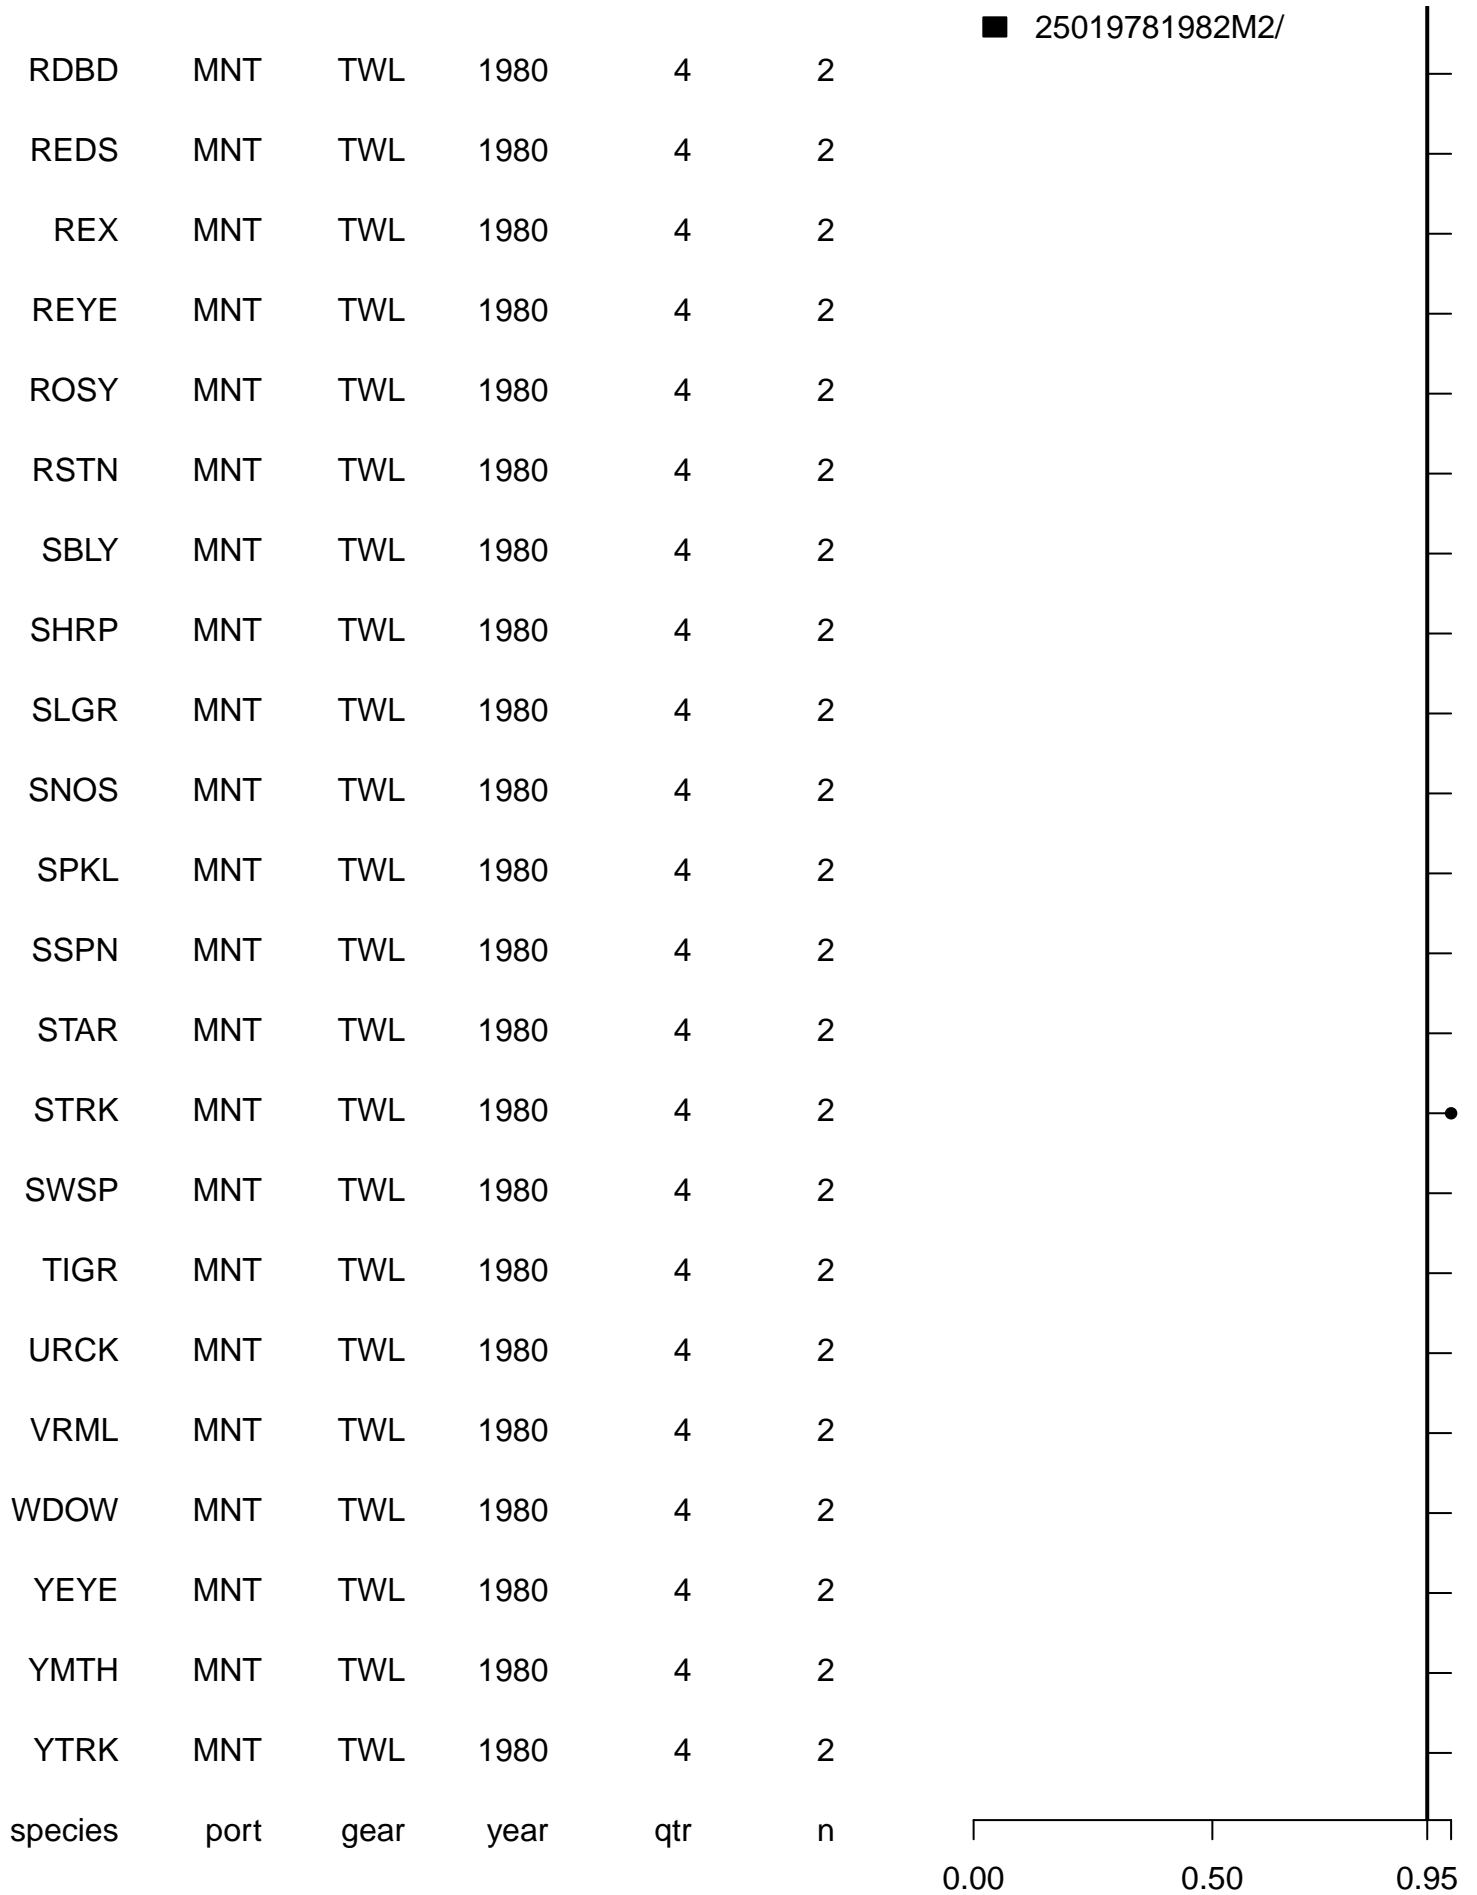 25019781982M2/
RDBD MNT TWL 1980 4 2
REDS MNT TWL 1980 4 2
REX MNT TWL 1980 4 2
REYE MNT TWL 1980 4 2
ROSY MNT TWL 1980 4 2
RSTN MNT TWL 1980 4 2
SBLY MNT TWL 1980 4 2
SHRP MNT TWL 1980 4 2
SLGR MNT TWL 1980 4 2
SNOS MNT TWL 1980 4 2
SPKL MNT TWL 1980 4 2
SSPN MNT TWL 1980 4 2
STAR MNT TWL 1980 4 2
STRK MNT TWL 1980 4 2
SWSP MNT TWL 1980 4 2
TIGR MNT TWL 1980 4 2
URCK MNT TWL 1980 4 2
VRML MNT TWL 1980 4 2
WDOW MNT TWL 1980 4 2
YEYE MNT TWL 1980 4 2
YMTH MNT TWL 1980 4 2
YTRK MNT TWL 1980 4 2
species port gear year qtr n
0.00 0.50 0.95